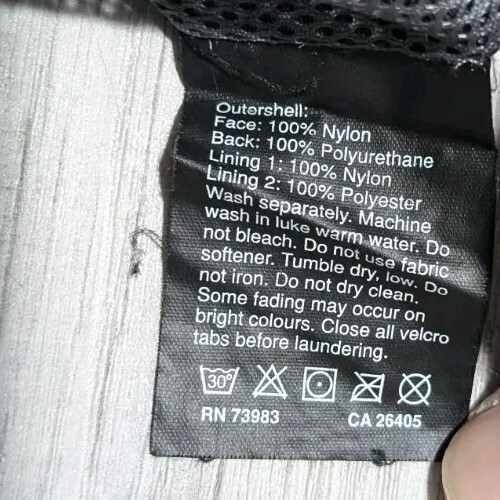 Outershell:
Face: 100% Nylon
Back: 100% Polyurethane
Lining 1: 100% Nylon
Lining 2: 100% Polyester
Wash separately. Machine
wash in luke warm water. Do
not bleach. Do not use fabric
softener. Tumble dry, low. Do
not iron. Do not dry clean.
Some fading may occur on
bright colours. Close all velcro
tabs before laundering.
30°
RN 73983 CA 26405